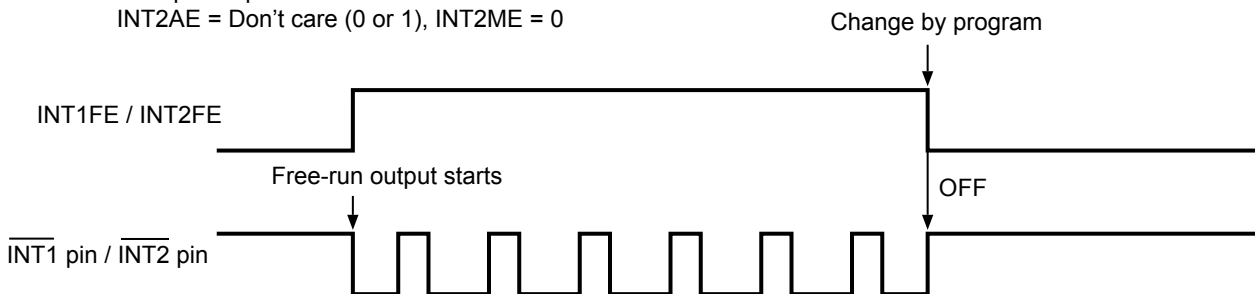 INT2AE = Don't care (0 or 1), INT2ME = 0
Change by program
INT1FE / INT2FE
Free-run output starts
OFF
INT1 pin / INT2 pin